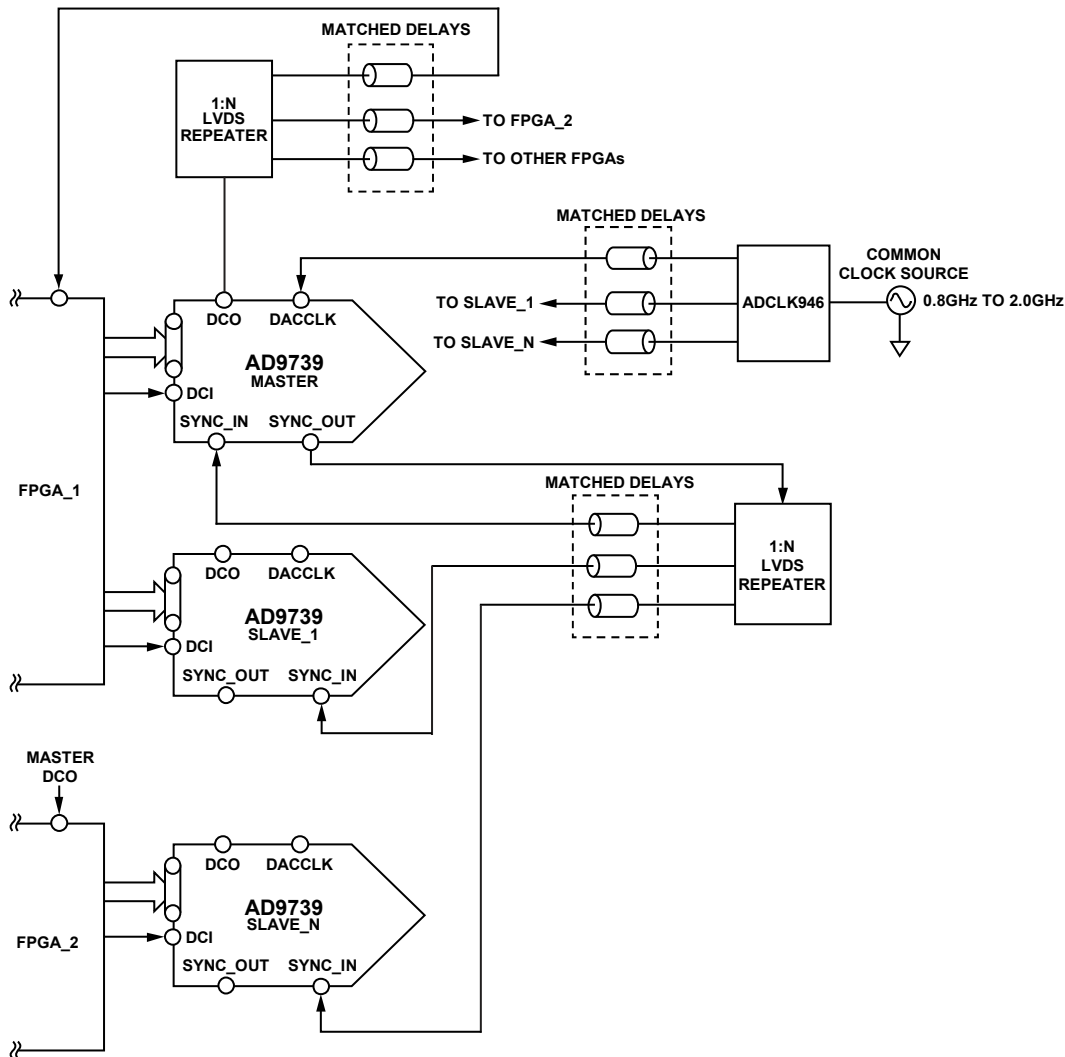 MATCHED DELAYS
1:N
LVDS
REPEATER
TO FPGA_2
TO OTHER FPGAs
MATCHED DELAYS
COMMON
CLOCK SOURCE
0.8GHz TO 2.0GHz
ADCLK946
TO SLAVE_1
TO SLAVE_N
DCO
DACCLK
AD9739
MASTER
DCI
SYNC_IN
SYNC_OUT
FPGA_1
MATCHED DELAYS
1:N
LVDS
REPEATER
DCO
DACCLK
AD9739
SLAVE_1
DCI
SYNC_OUT
SYNC_IN
MASTER
DCO
DCO
DACCLK
AD9739
SLAVE_N
FPGA_2
DCI
SYNC_OUT
SYNC_IN